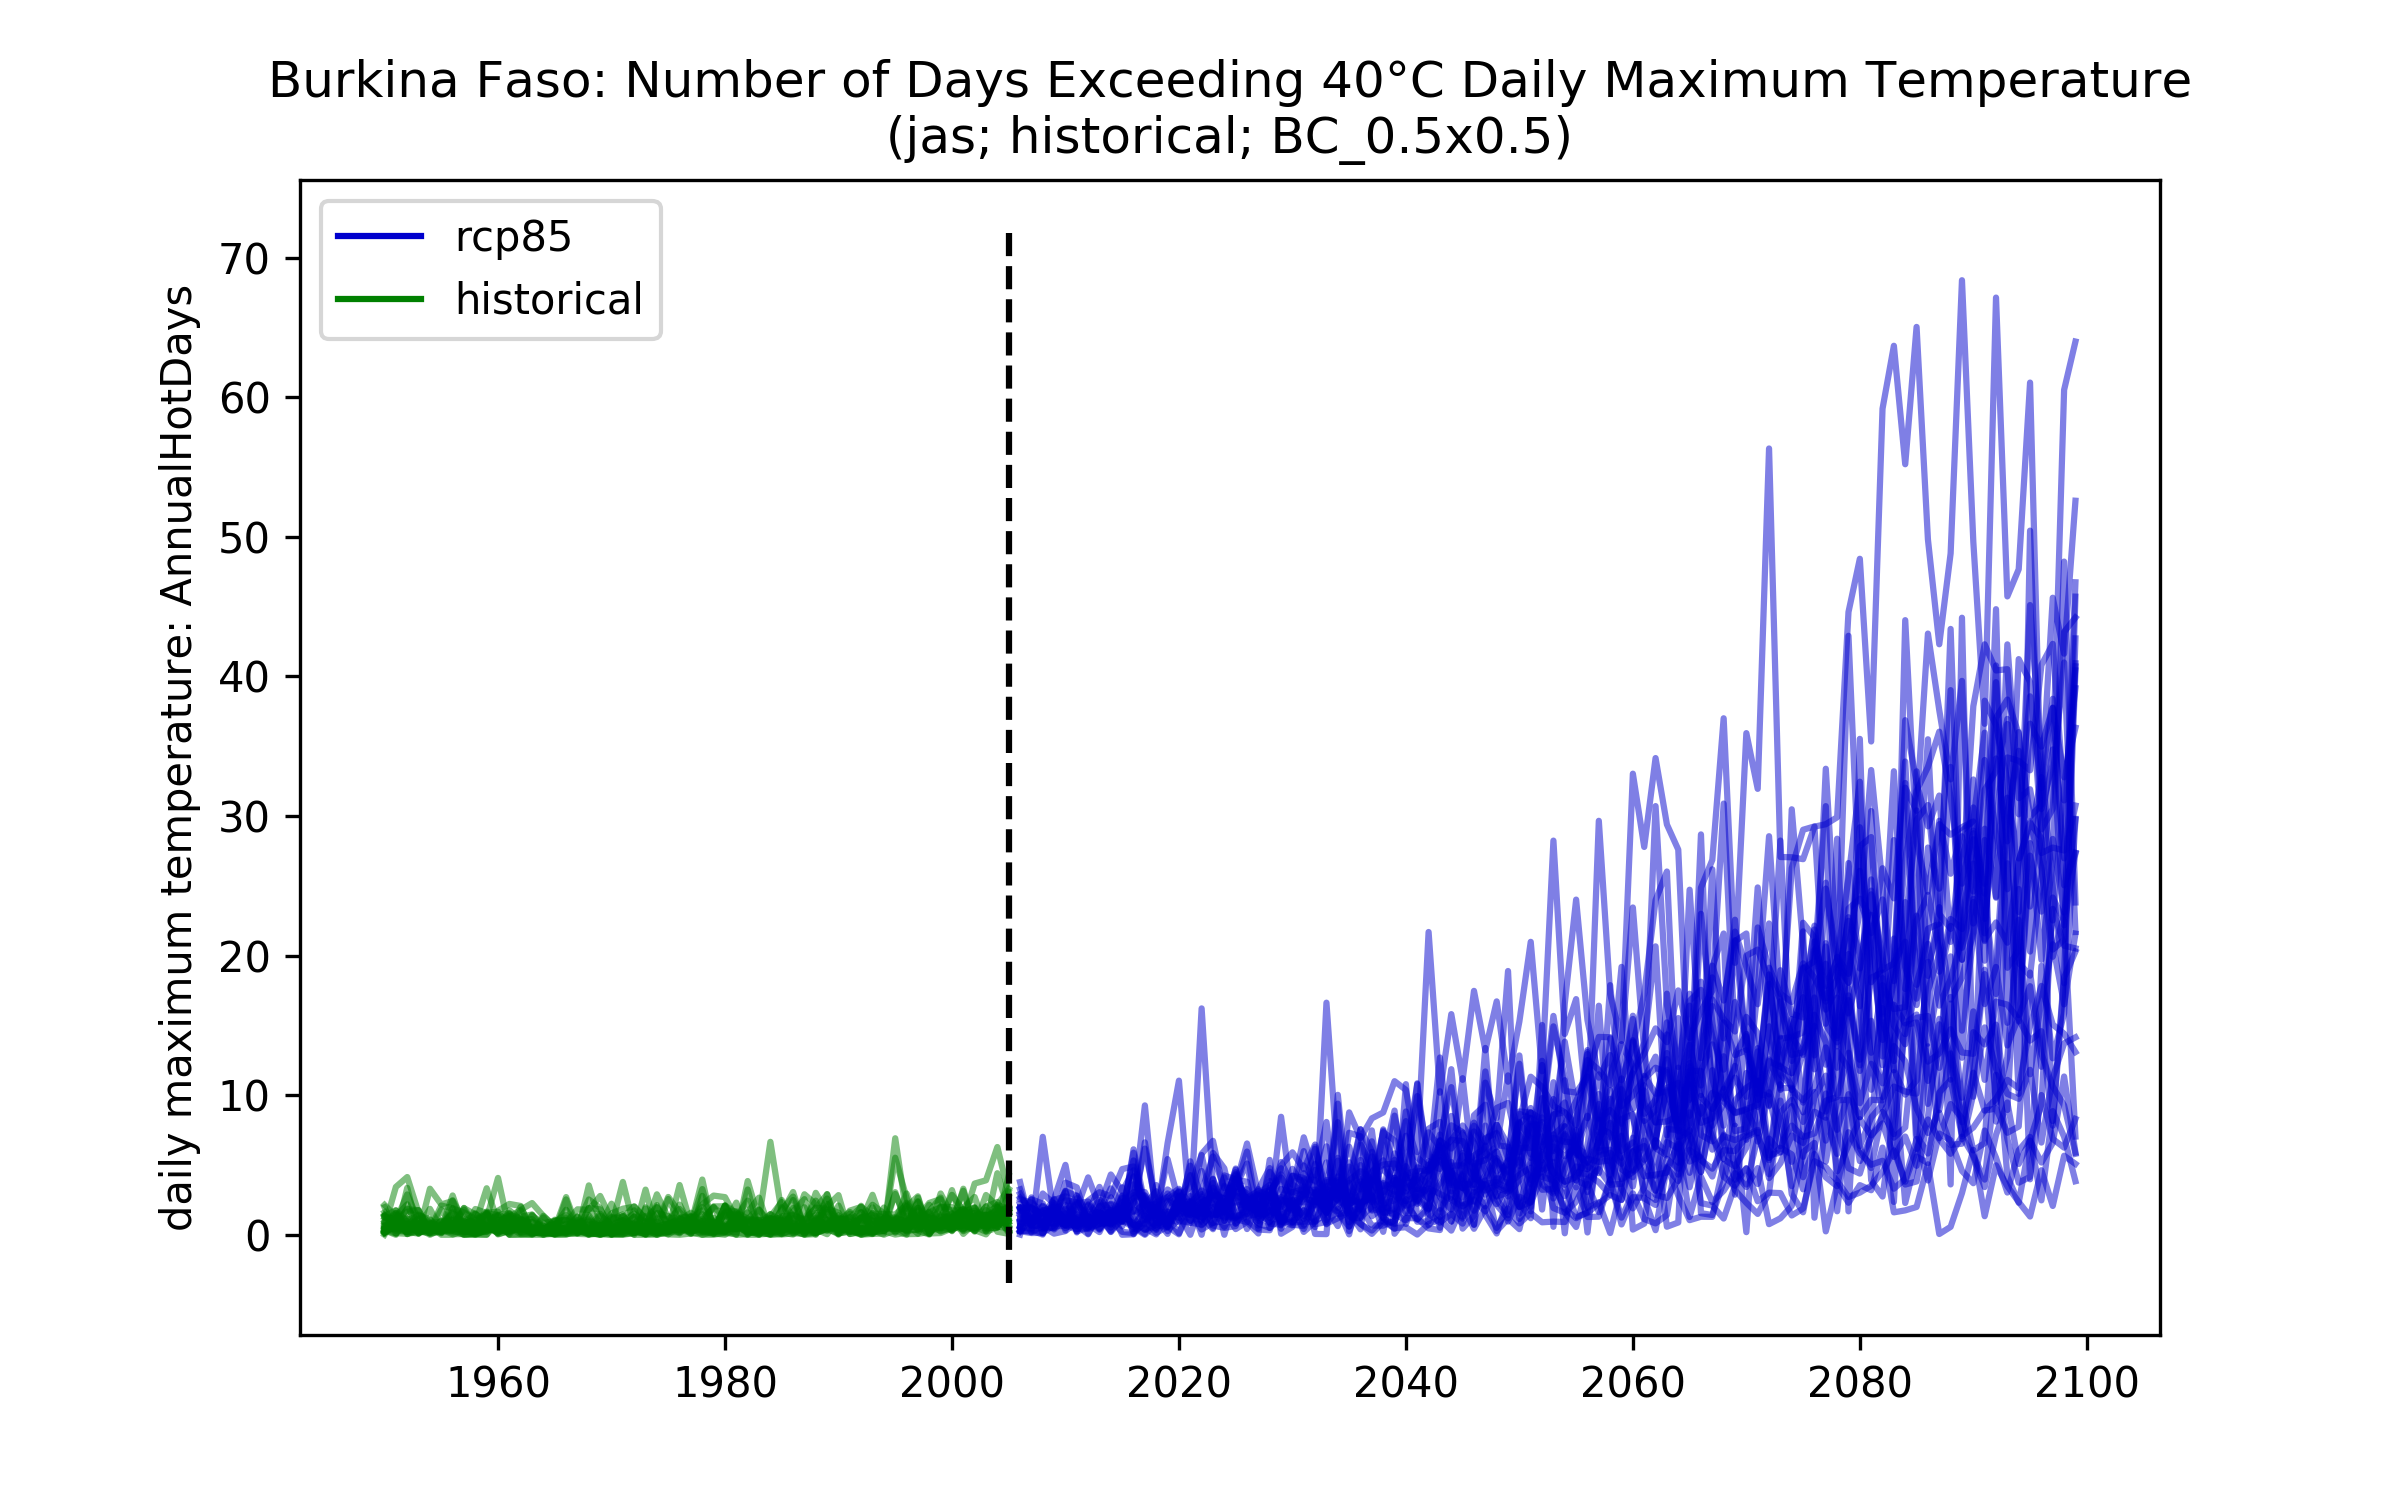 Burkina Faso: Number of Days Exceeding 40°C Daily Maximum Temperature
(jas; historical; BC_0.5x0.5)
rcp85
historical
daily maximum temperature: AnnualHotDays
70
60
50
40
30
20
10
0
1960 1980 2000 2020 2040 2060 2080 2100